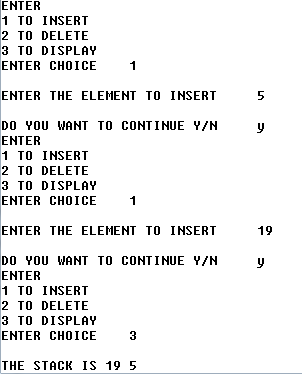 ENTER
1 TO INSERT
2 TO DELETE
3 TO DISPLAY
ENTER CHOICE 1
ENTER THE ELEMENT TO INSERT 5
DO YOU WANT TO CONTINUE Y/N y
ENTER
1 TO INSERT
2 TO DELETE
3 TO DISPLAY
ENTER CHOICE 1
ENTER THE ELEMENT TO INSERT 19
DO YOU WANT TO CONTINUE Y/N y
ENTER
1 TO INSERT
2 TO DELETE
3 TO DISPLAY
ENTER CHOICE 3
THE STACK IS 19 5